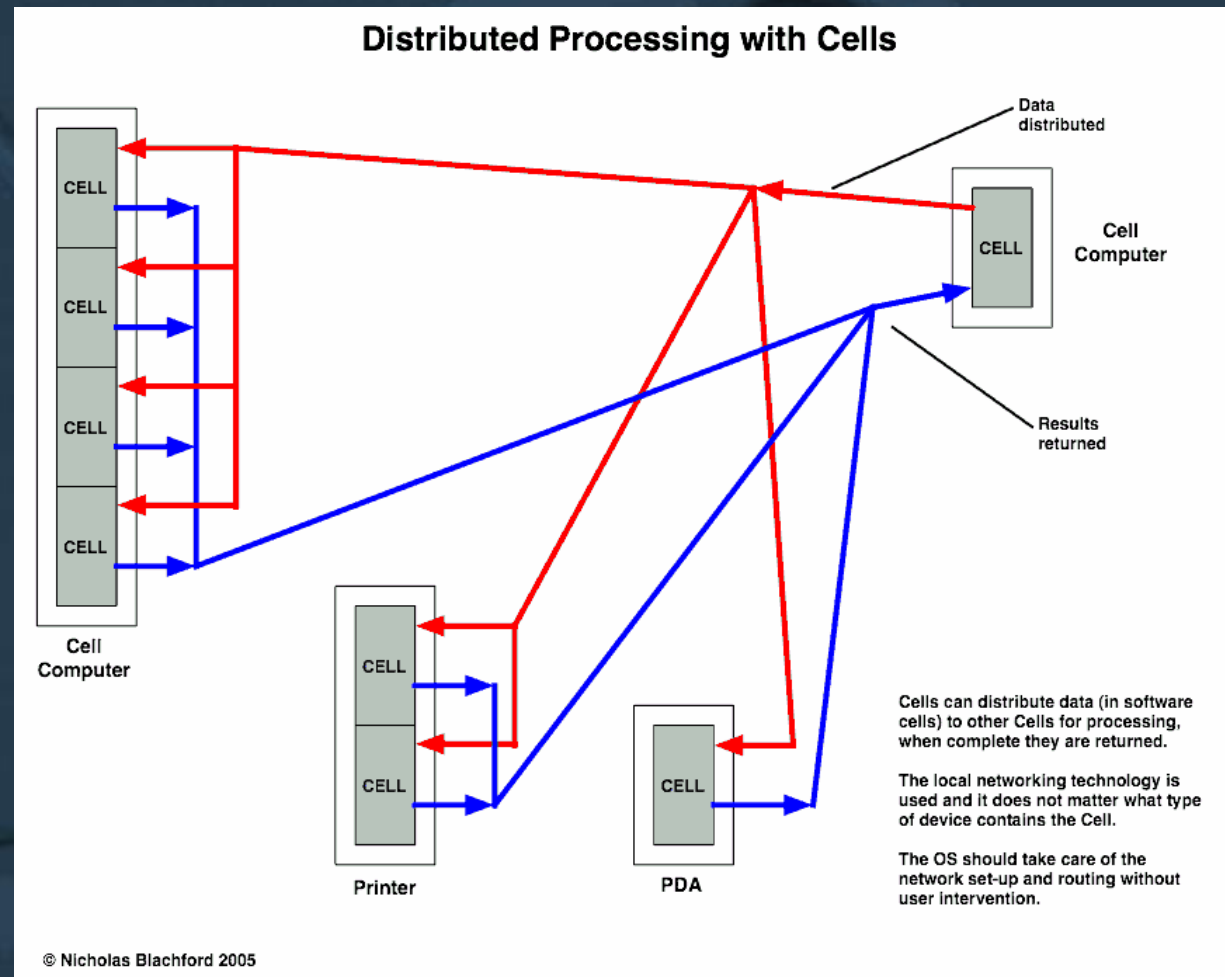 Distributed Processing with Cells
Data
distributed
CELL
CELL
Cell
Computer
CELL
CELL
Results
returned
CELL
Cell
Computer
CELL
CELL
Printer
CELL
PDA
Cells can distribute data (in software
cells) to other Cells for processing,
when complete they are returned.
The local networking technology is
used and it does not matter what type
of device contains the Cell.
The OS should take care of the
network set-up and routing without
user intervention.
© Nicholas Blachford 2005